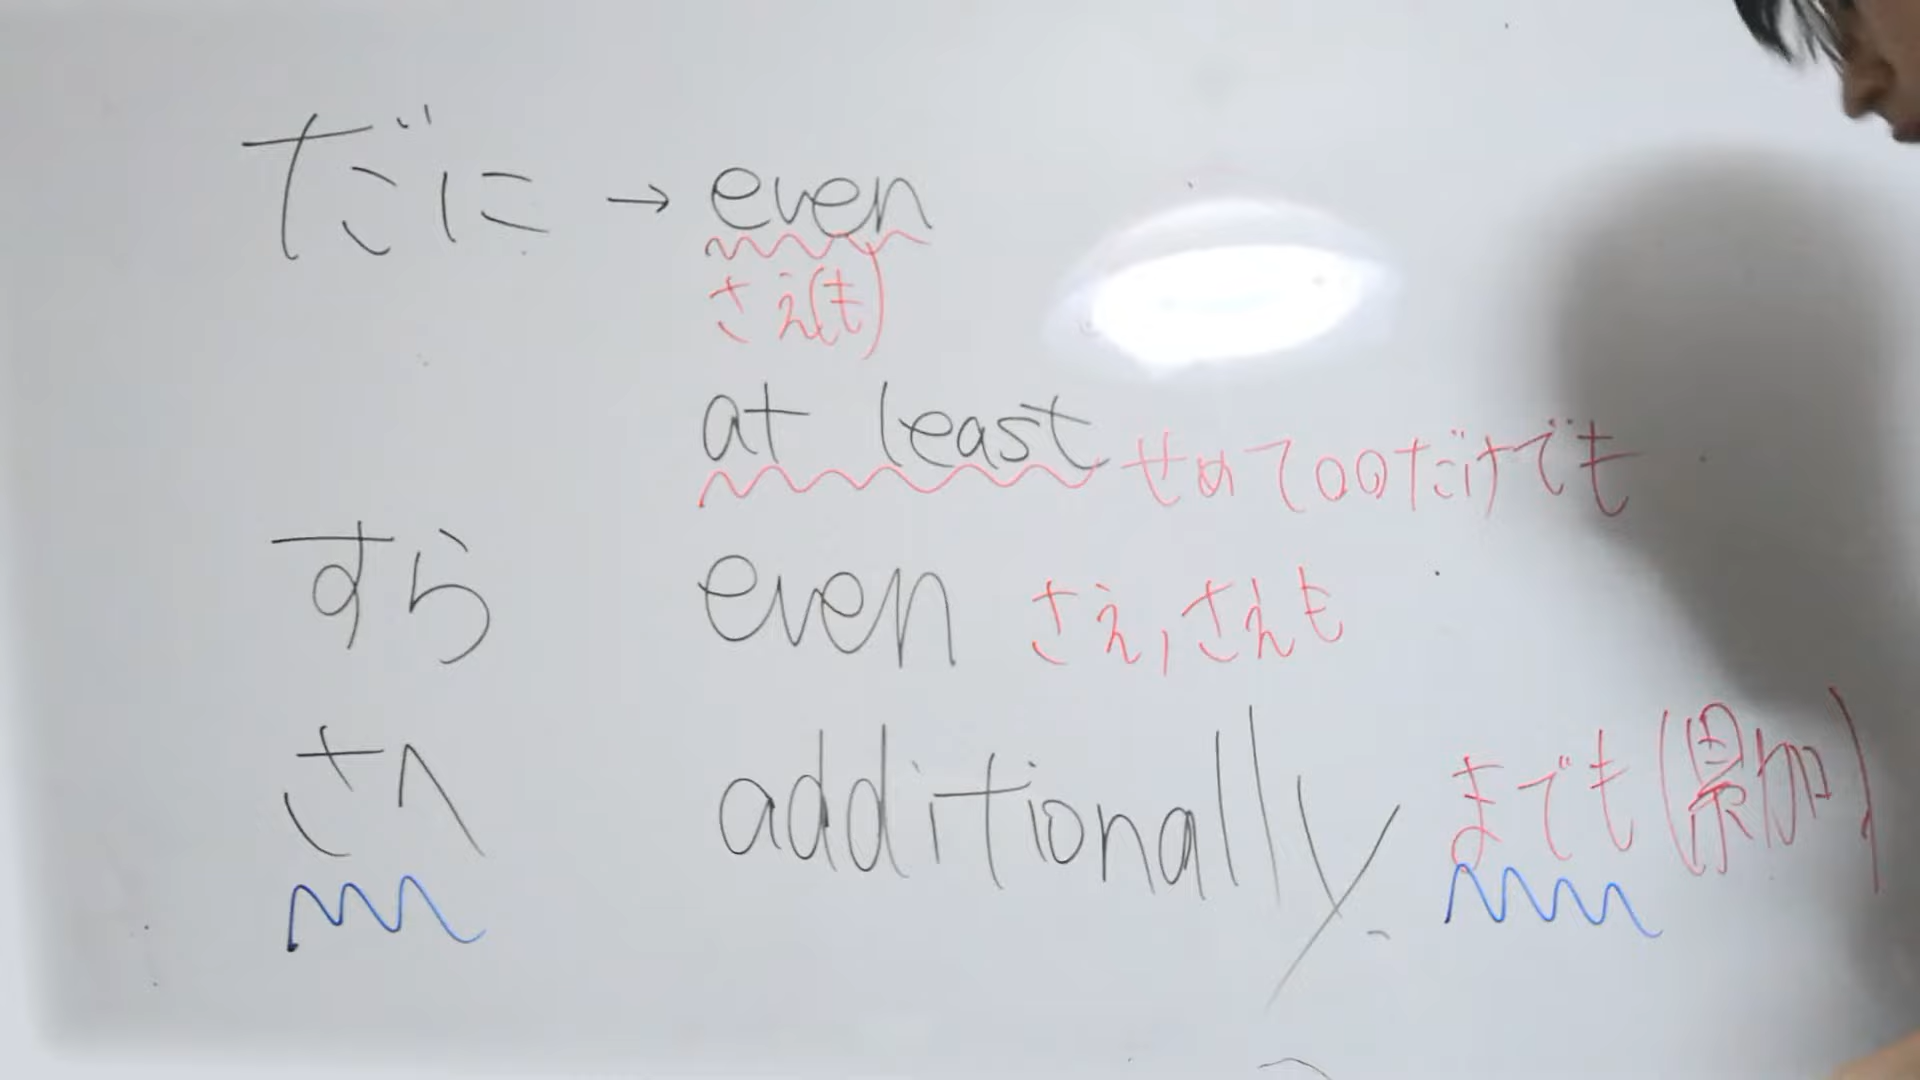 だに → even
さえ(も)
at least せめて〇〇だけでも
すら even さえ,さえも
さへ additionally までも(累加)